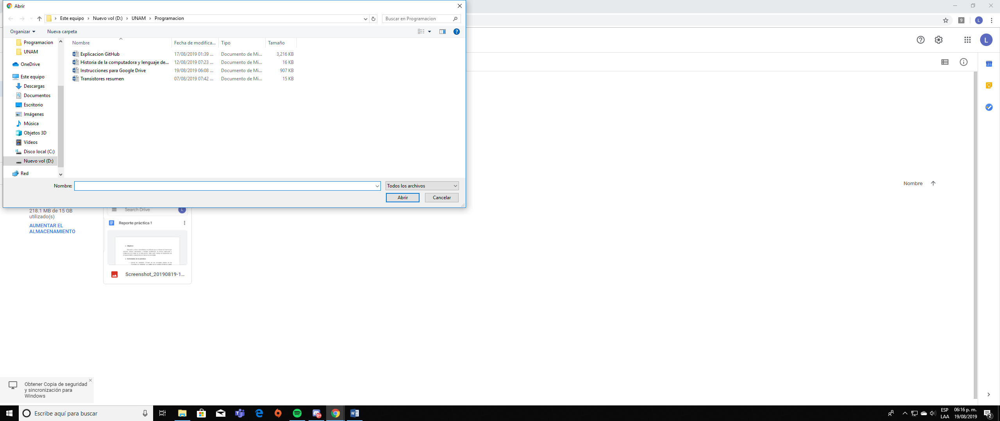 Abrir
Este equipo > Nuevo vol (D:) > UNAM > Programacion
Buscar en Programacion
Organizar
Nueva carpeta
Programacion
UNAM
OneDrive
Este equipo
Descargas
Documentos
Escritorio
Imágenes
Música
Objetos 3D
Vídeos
Disco local (C:)
Nuevo vol (D:)
Red
Nombre Fecha de modifica... Tipo Tamaño
Explicacion GitHub 17/08/2019 01:39 ... Documento de Mi... 3,216 KB
Historia de la computadora y lenguaje de... 12/08/2019 07:23 ... Documento de Mi... 16 KB
Instrucciones para Google Drive 19/08/2019 06:08 ... Documento de Mi... 907 KB
Transistores resumen 07/08/2019 07:42 ... Documento de Mi... 15 KB
Nombre:
Todos los archivos
Abrir
Cancelar
9
L
L
31
Nombre
218.1 MB de 15 GB
utilizado(s)
AUMENTAR EL
ALMACENAMIENTO
Search Drive
L
Reporte práctica 1
Screenshot_20190819-1...
Obtener Copia de seguridad
y sincronización para
Windows
Escribe aquí para buscar
9+
ESP
LAA
06:16 p. m.
19/08/2019
2